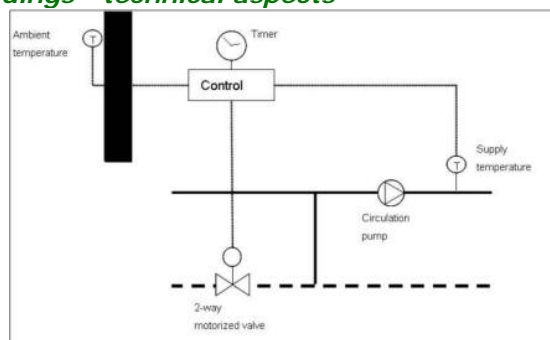 dings - technical aspects
Timer
Ambient
temperature
T
Control
Supply
temperature
T
Circulation
pump
2-way
motorized valve